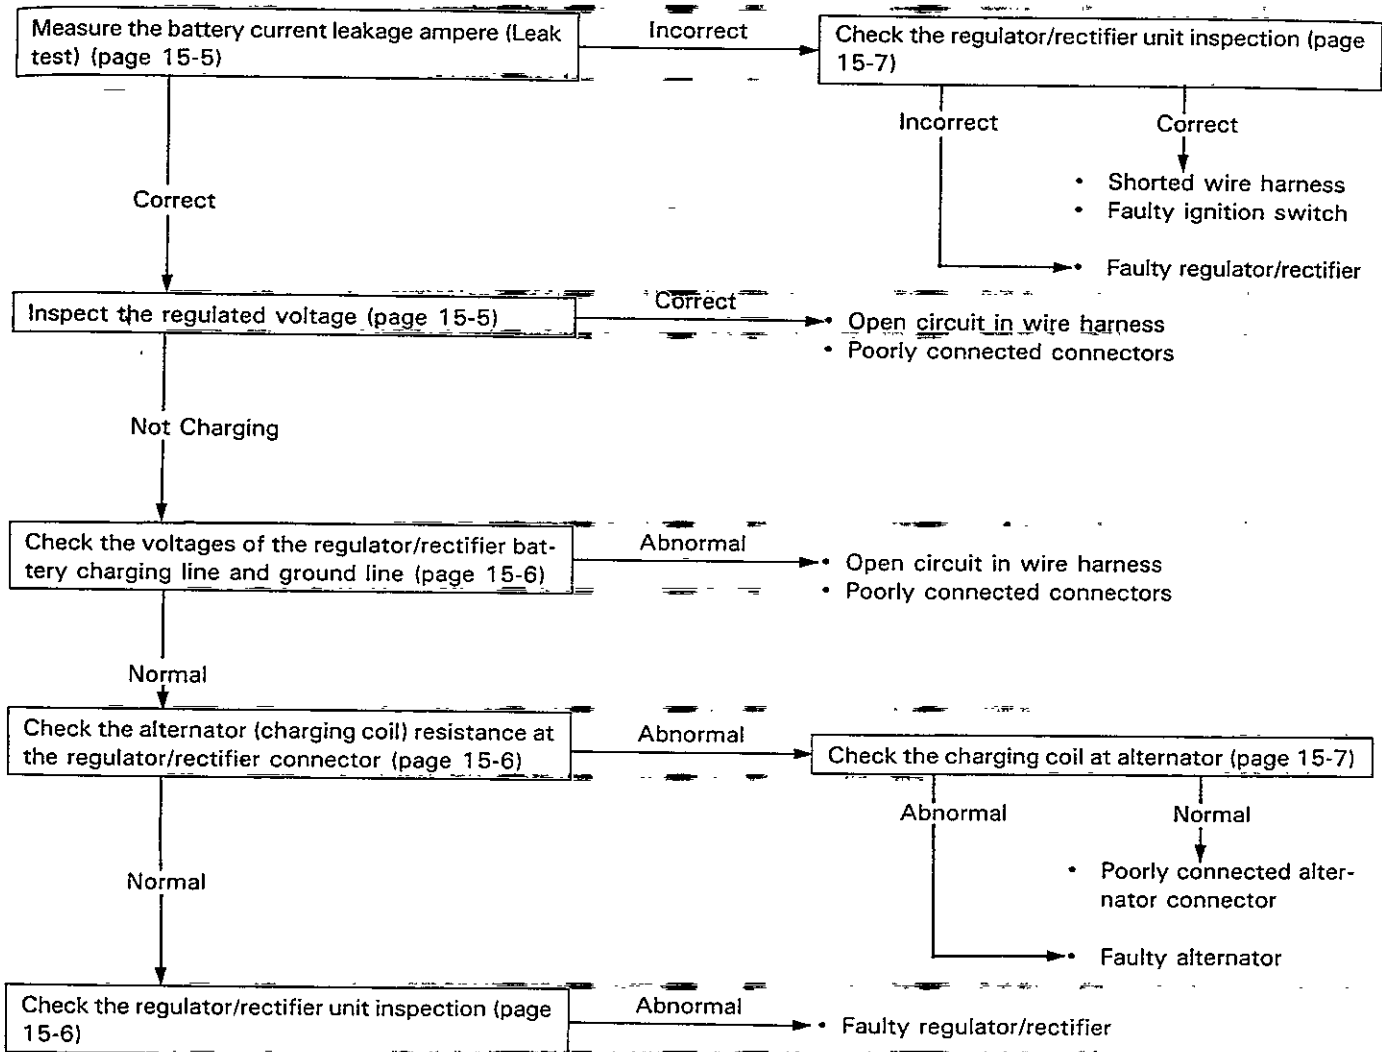 Measure the battery current leakage ampere (Leak
test) (page 15-5)
Incorrect
Check the regulator/rectifier unit inspection (page
15-7)
Incorrect
Correct
• Shorted wire harness
• Faulty ignition switch
• Faulty regulator/rectifier
Correct
Inspect the regulated voltage (page 15-5)
Correct
• Open circuit in wire harness
• Poorly connected connectors
Not Charging
Check the voltages of the regulator/rectifier bat-
tery charging line and ground line (page 15-6)
Abnormal
• Open circuit in wire harness
• Poorly connected connectors
Normal
Check the alternator (charging coil) resistance at
the regulator/rectifier connector (page 15-6)
Abnormal
Check the charging coil at alternator (page 15-7)
Abnormal
Normal
• Poorly connected alter-
nator connector
• Faulty alternator
Normal
Check the regulator/rectifier unit inspection (page
15-6)
Abnormal
• Faulty regulator/rectifier